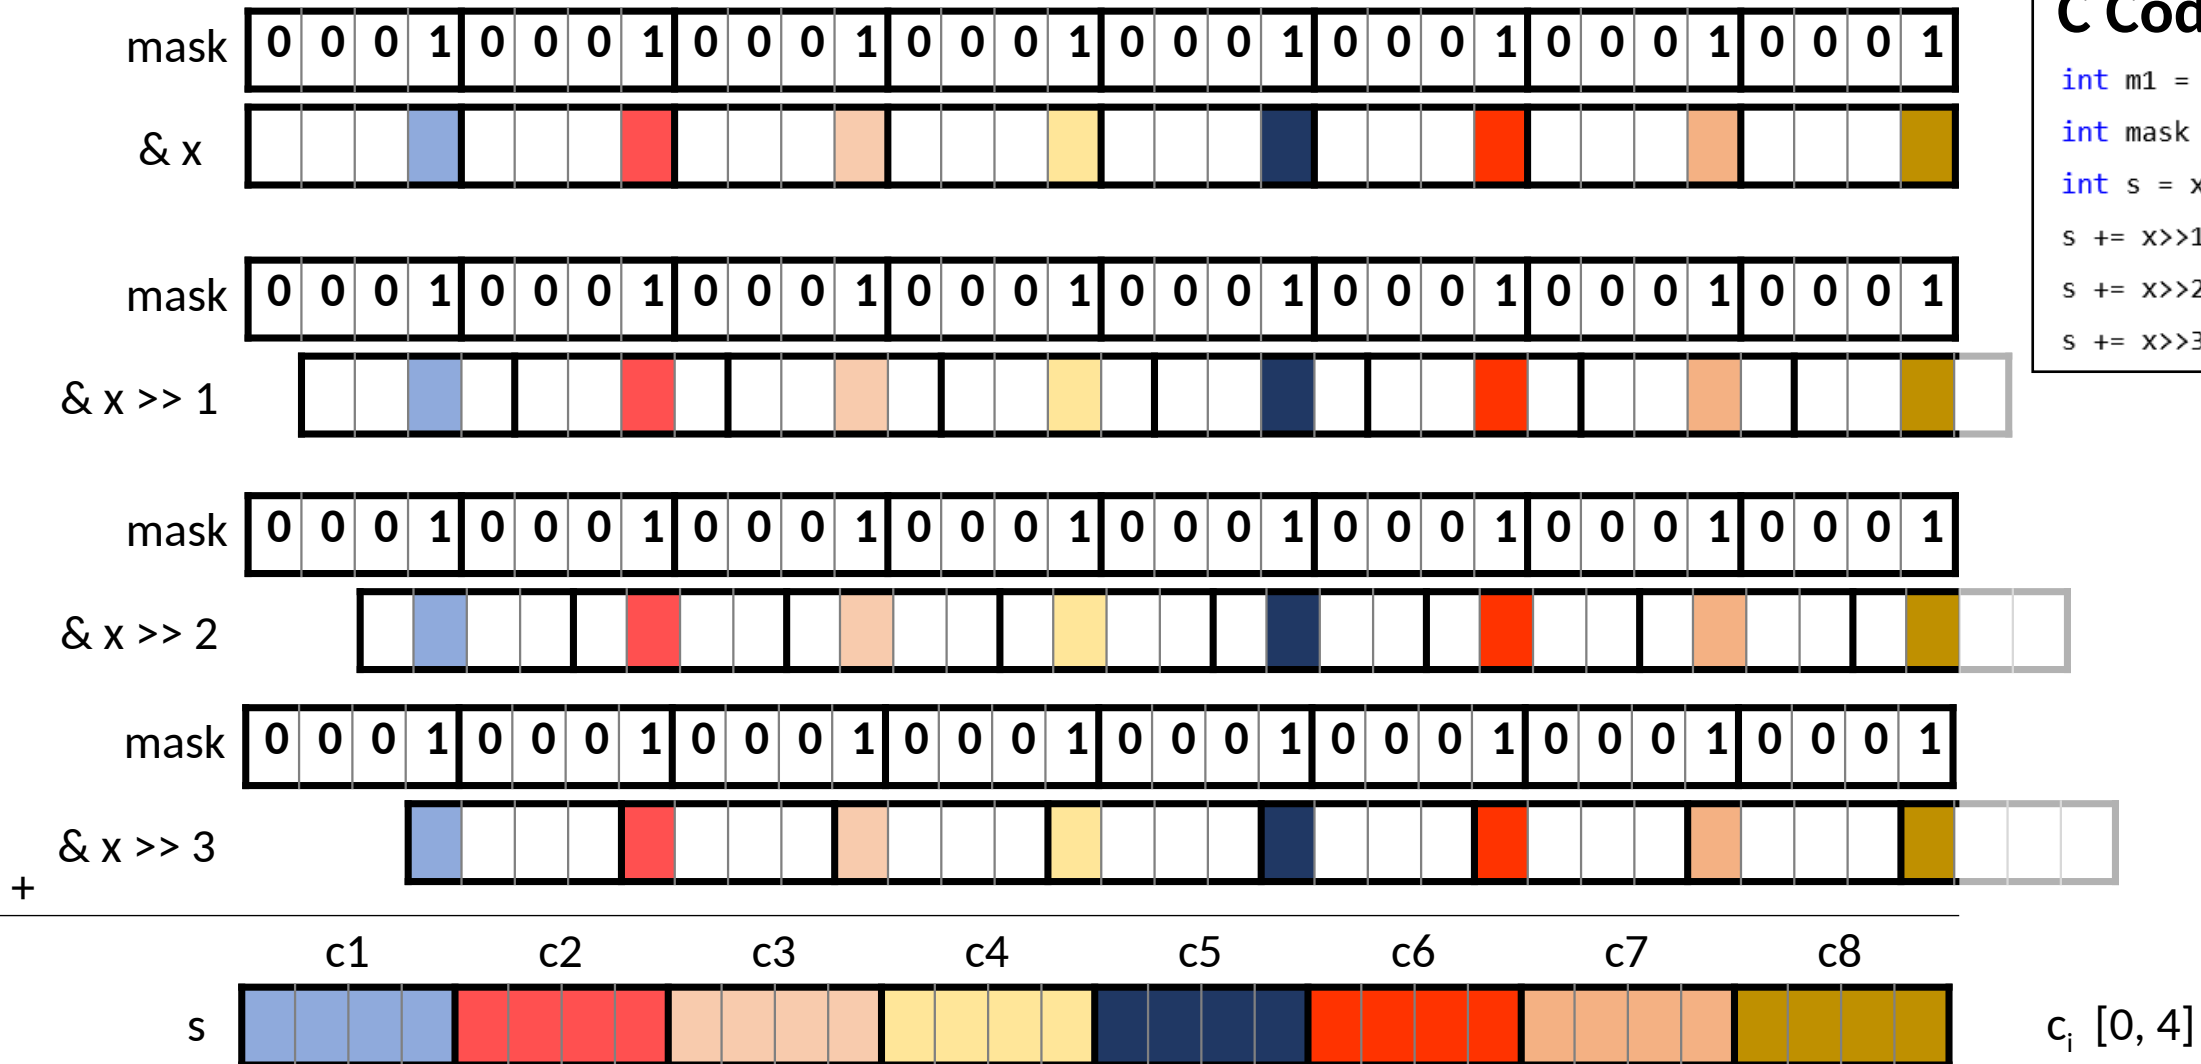 mask 0 0 0 1 0 0 0 1 0 0 0 1 0 0 0 1 0 0 0 1 0 0 0 1 0 0 0 1 0 0 0 1
& x
mask 0 0 0 1 0 0 0 1 0 0 0 1 0 0 0 1 0 0 0 1 0 0 0 1 0 0 0 1 0 0 0 1
& x >> 1
mask 0 0 0 1 0 0 0 1 0 0 0 1 0 0 0 1 0 0 0 1 0 0 0 1 0 0 0 1 0 0 0 1
& x >> 2
mask 0 0 0 1 0 0 0 1 0 0 0 1 0 0 0 1 0 0 0 1 0 0 0 1 0 0 0 1 0 0 0 1
& x >> 3
+
c1 c2 c3 c4 c5 c6 c7 c8
s
c<sub>i</sub> [0, 4]
C Cod
int m1 =
int mask
int s = x
s += x>>1
s += x>>2
s += x>>3